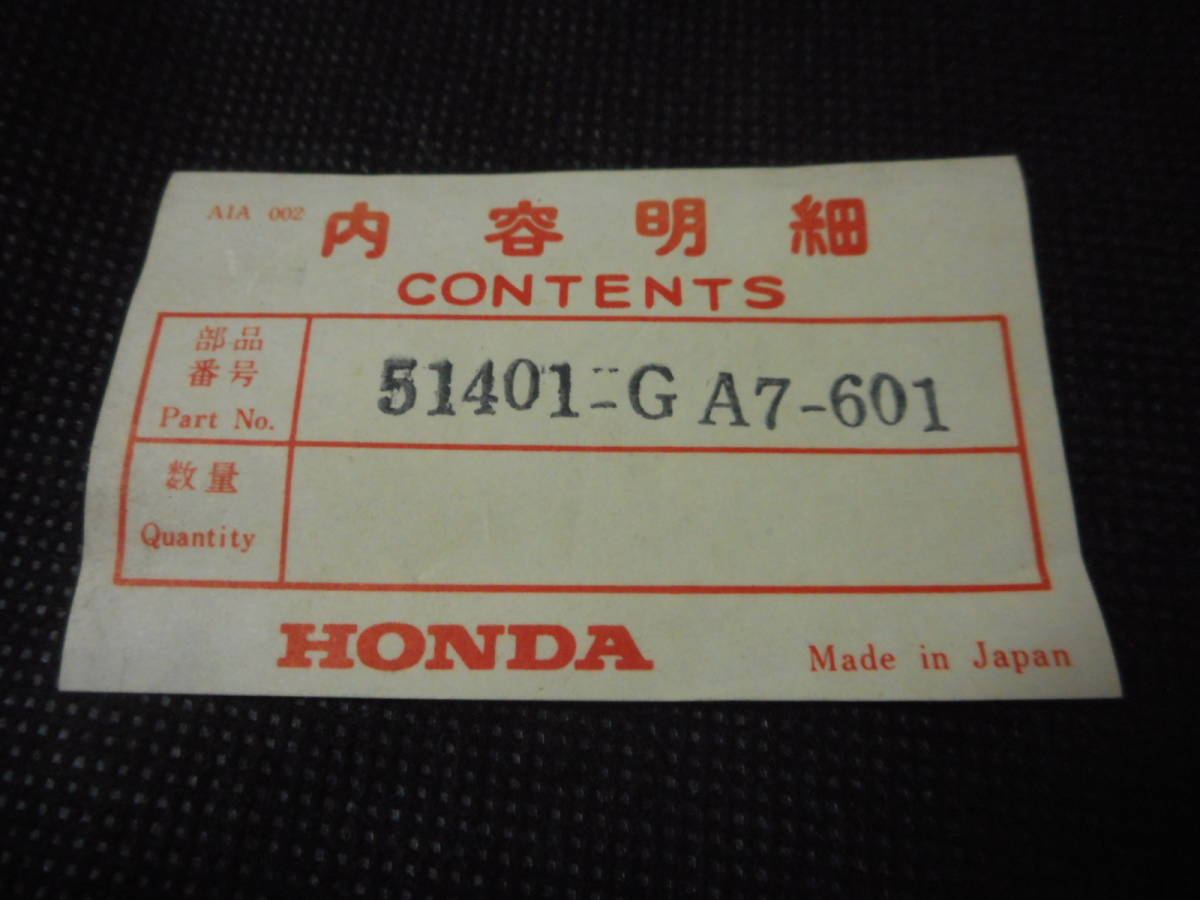 A1A 002 内容明細
CONTENTS
部品
番号
Part No.
51401-GA7-601
数量
Quantity
HONDA
Made in Japan